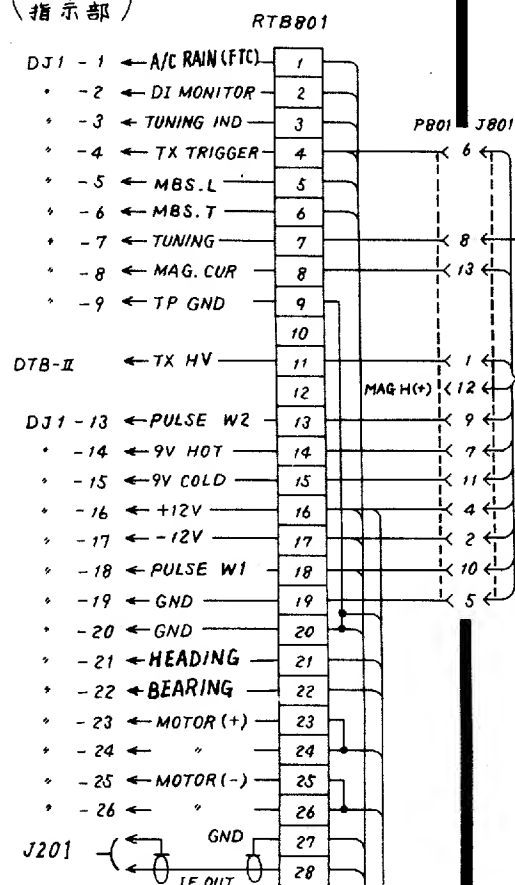 (指示部)
RTB801
DJ1 - 1 ← A/C RAIN (FTC) 1
" - 2 ← DI MONITOR 2
" - 3 ← TUNING IND 3
P801 J801
" - 4 ← TX TRIGGER 4 6
" - 5 ← MBS.L 5
" - 6 ← MBS.T 6
" - 7 ← TUNING 7 8
" - 8 ← MAG. CUR 8 13
" - 9 ← TP GND 9
10
DTB-II ← TX HV 11 1
12 MAG H(+) 12
DJ1 - 13 ← PULSE W2 13 9
" - 14 ← 9V HOT 14 7
" - 15 ← 9V COLD 15 11
" - 16 ← +12V 16 4
" - 17 ← -12V 17 2
" - 18 ← PULSE W1 18 10
" - 19 ← GND 19 5
" - 20 ← GND 20
" - 21 ← HEADING 21
" - 22 ← BEARING 22
" - 23 ← MOTOR (+) 23
" - 24 ← " 24
" - 25 ← MOTOR (-) 25
" - 26 ← " 26
J201 GND 27
IF OUT 28